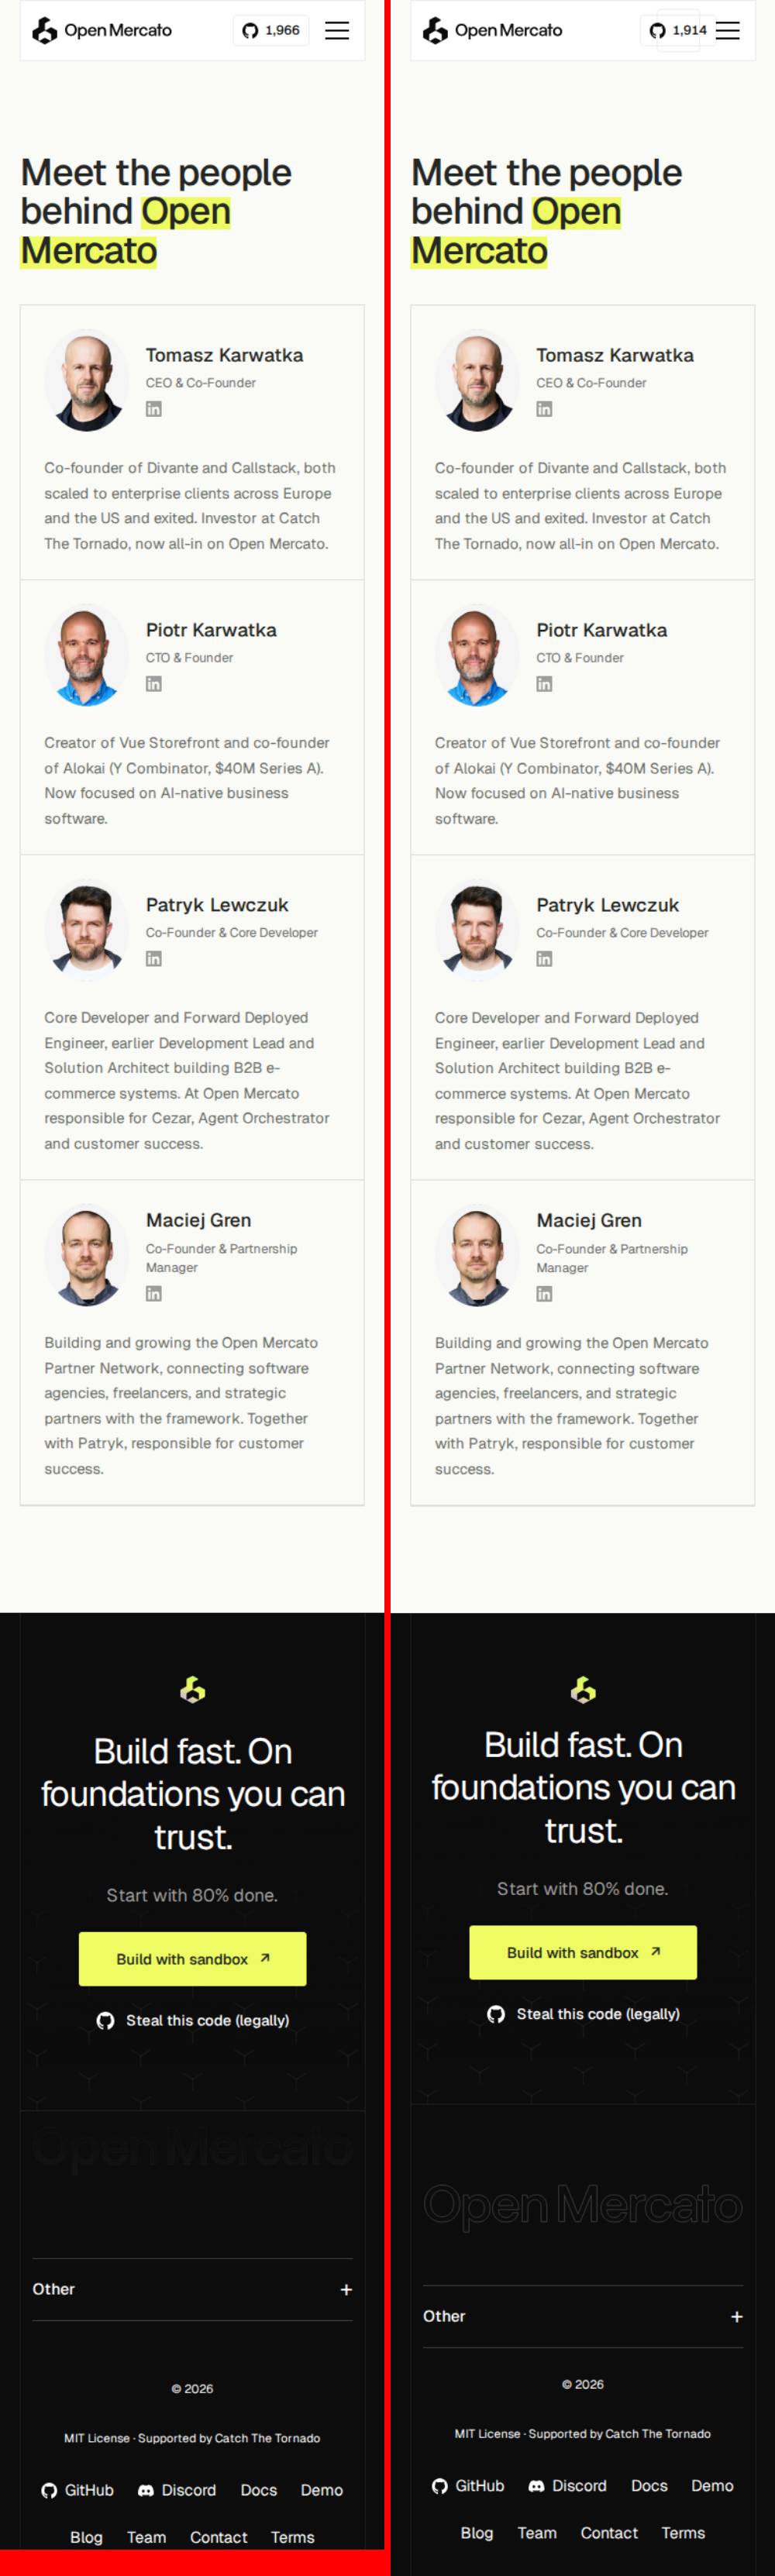 Open Mercato
1,966
Meet the people
behind Open
Mercato
Tomasz Karwatka
CEO & Co-Founder
in
Co-founder of Divante and Callstack, both
scaled to enterprise clients across Europe
and the US and exited. Investor at Catch
The Tornado, now all-in on Open Mercato.
Piotr Karwatka
CTO & Founder
in
Creator of Vue Storefront and co-founder
of Alokai (Y Combinator, $40M Series A).
Now focused on AI-native business
software.
Patryk Lewczuk
Co-Founder & Core Developer
in
Core Developer and Forward Deployed
Engineer, earlier Development Lead and
Solution Architect building B2B e-
commerce systems. At Open Mercato
responsible for Cezar, Agent Orchestrator
and customer success.
Maciej Gren
Co-Founder & Partnership
Manager
in
Building and growing the Open Mercato
Partner Network, connecting software
agencies, freelancers, and strategic
partners with the framework. Together
with Patryk, responsible for customer
success.
Build fast. On
foundations you can
trust.
Start with 80% done.
Build with sandbox
Steal this code (legally)
Open Mercato
Other +
© 2026
MIT License · Supported by Catch The Tornado
GitHub Discord Docs Demo
Blog Team Contact Terms
Open Mercato
1,914
Meet the people
behind Open
Mercato
Tomasz Karwatka
CEO & Co-Founder
in
Co-founder of Divante and Callstack, both
scaled to enterprise clients across Europe
and the US and exited. Investor at Catch
The Tornado, now all-in on Open Mercato.
Piotr Karwatka
CTO & Founder
in
Creator of Vue Storefront and co-founder
of Alokai (Y Combinator, $40M Series A).
Now focused on AI-native business
software.
Patryk Lewczuk
Co-Founder & Core Developer
in
Core Developer and Forward Deployed
Engineer, earlier Development Lead and
Solution Architect building B2B e-
commerce systems. At Open Mercato
responsible for Cezar, Agent Orchestrator
and customer success.
Maciej Gren
Co-Founder & Partnership
Manager
in
Building and growing the Open Mercato
Partner Network, connecting software
agencies, freelancers, and strategic
partners with the framework. Together
with Patryk, responsible for customer
success.
Build fast. On
foundations you can
trust.
Start with 80% done.
Build with sandbox
Steal this code (legally)
Open Mercato
Other +
© 2026
MIT License · Supported by Catch The Tornado
GitHub Discord Docs Demo
Blog Team Contact Terms